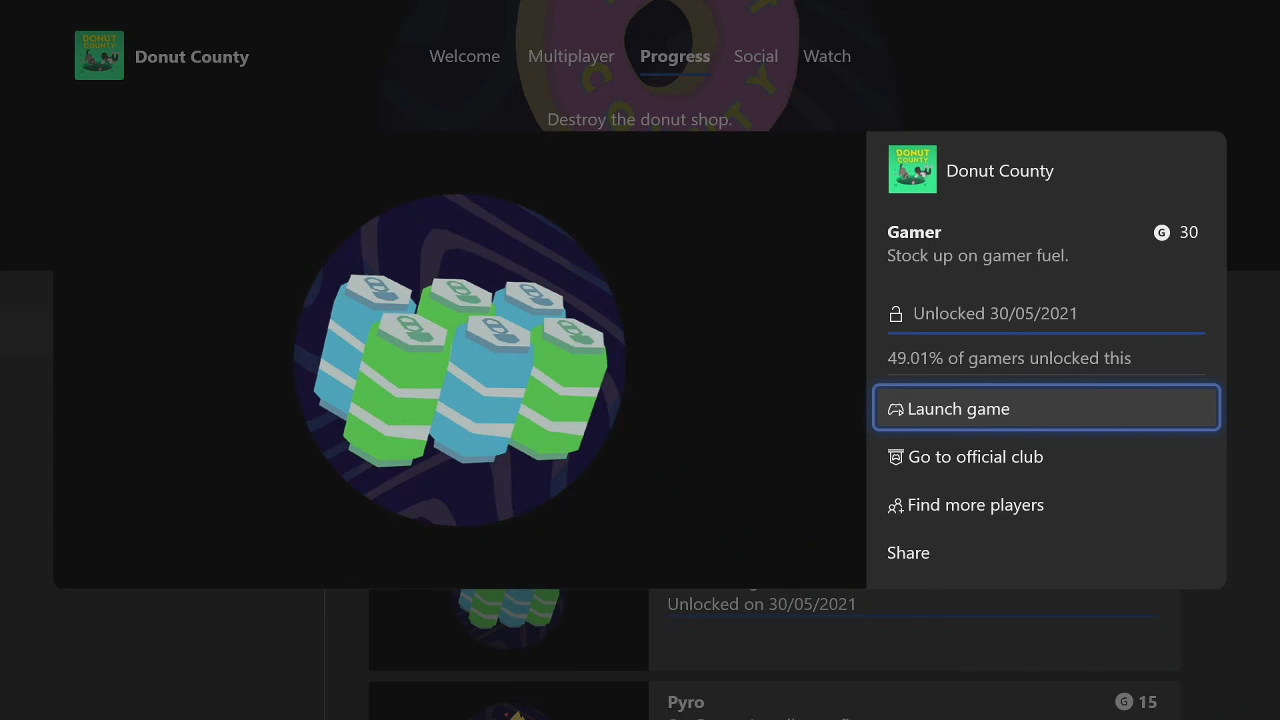 Donut County
Welcome
Multiplayer
Progress
Social
Watch
Destroy the donut shop.
DONUT
COUNTY
Donut County
Gamer
30
Stock up on gamer fuel.
Unlocked 30/05/2021
49.01% of gamers unlocked this
Launch game
Go to official club
Find more players
Share
Unlocked on 30/05/2021
Pyro
15